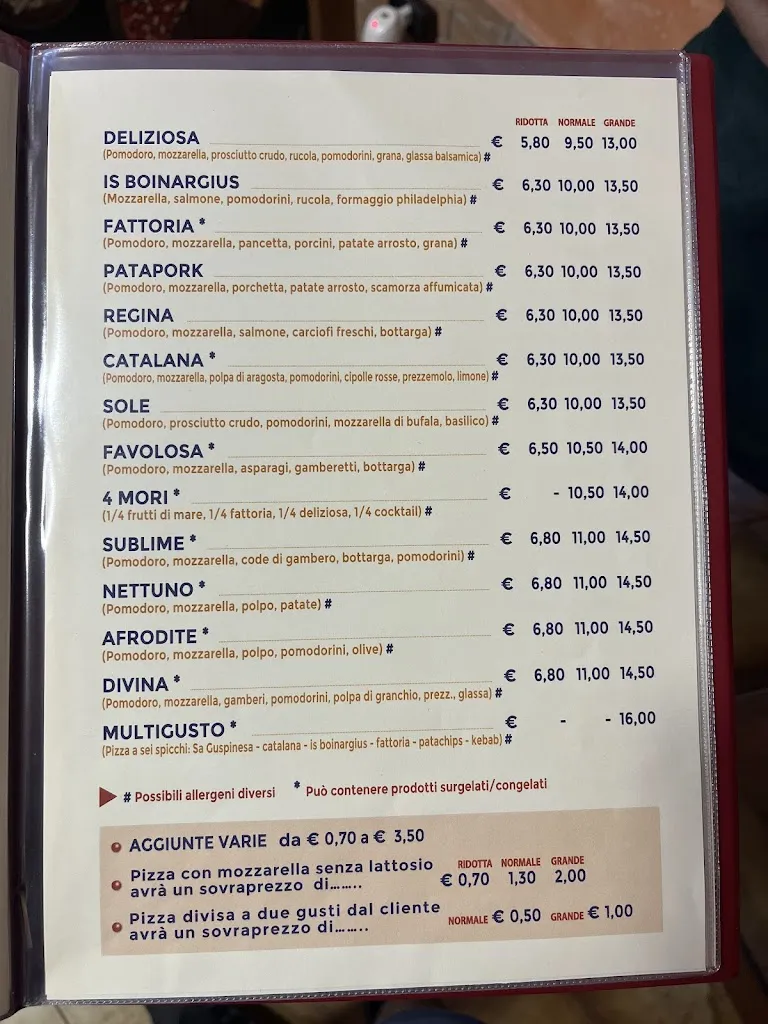 RIDOTTA NORMALE GRANDE
DELIZIOSA € 5,80 9,50 13,00
(Pomodoro, mozzarella, prosciutto crudo, rucola, pomodorini, grana, glassa balsamica) #
IS BOINARGIUS € 6,30 10,00 13,50
(Mozzarella, salmone, pomodorini, rucola, formaggio philadelphia) #
FATTORIA * € 6,30 10,00 13,50
(Pomodoro, mozzarella, pancetta, porcini, patate arrosto, grana) #
PATAPORK € 6,30 10,00 13,50
(Pomodoro, mozzarella, porchetta, patate arrosto, scamorza affumicata) #
REGINA € 6,30 10,00 13,50
(Pomodoro, mozzarella, salmone, carciofi freschi, bottarga) #
CATALANA * € 6,30 10,00 13,50
(Pomodoro, mozzarella, polpa di aragosta, pomodorini, cipolle rosse, prezzemolo, limone) #
SOLE € 6,30 10,00 13,50
(Pomodoro, prosciutto crudo, pomodorini, mozzarella di bufala, basilico) #
FAVOLOSA * € 6,50 10,50 14,00
(Pomodoro, mozzarella, asparagi, gamberetti, bottarga) #
4 MORI * € - 10,50 14,00
(1/4 frutti di mare, 1/4 fattoria, 1/4 deliziosa, 1/4 cocktail) #
SUBLIME * € 6,80 11,00 14,50
(Pomodoro, mozzarella, code di gambero, bottarga, pomodorini) #
NETTUNO * € 6,80 11,00 14,50
(Pomodoro, mozzarella, polpo, patate) #
AFRODITE * € 6,80 11,00 14,50
(Pomodoro, mozzarella, polpo, pomodorini, olive) #
DIVINA * € 6,80 11,00 14,50
(Pomodoro, mozzarella, gamberi, pomodorini, polpa di granchio, prezz., glassa) #
MULTIGUSTO * € - - 16,00
(Pizza a sei spicchi: Sa Guspinesa - catalana - is boinargius - fattoria - patachips - kebab) #
# Possibili allergeni diversi * Può contenere prodotti surgelati/congelati
AGGIUNTE VARIE da € 0,70 a € 3,50
RIDOTTA NORMALE GRANDE
Pizza con mozzarella senza lattosio € 0,70 1,30 2,00
avrà un sovraprezzo di........
Pizza divisa a due gusti dal cliente NORMALE € 0,50 GRANDE € 1,00
avrà un sovraprezzo di........